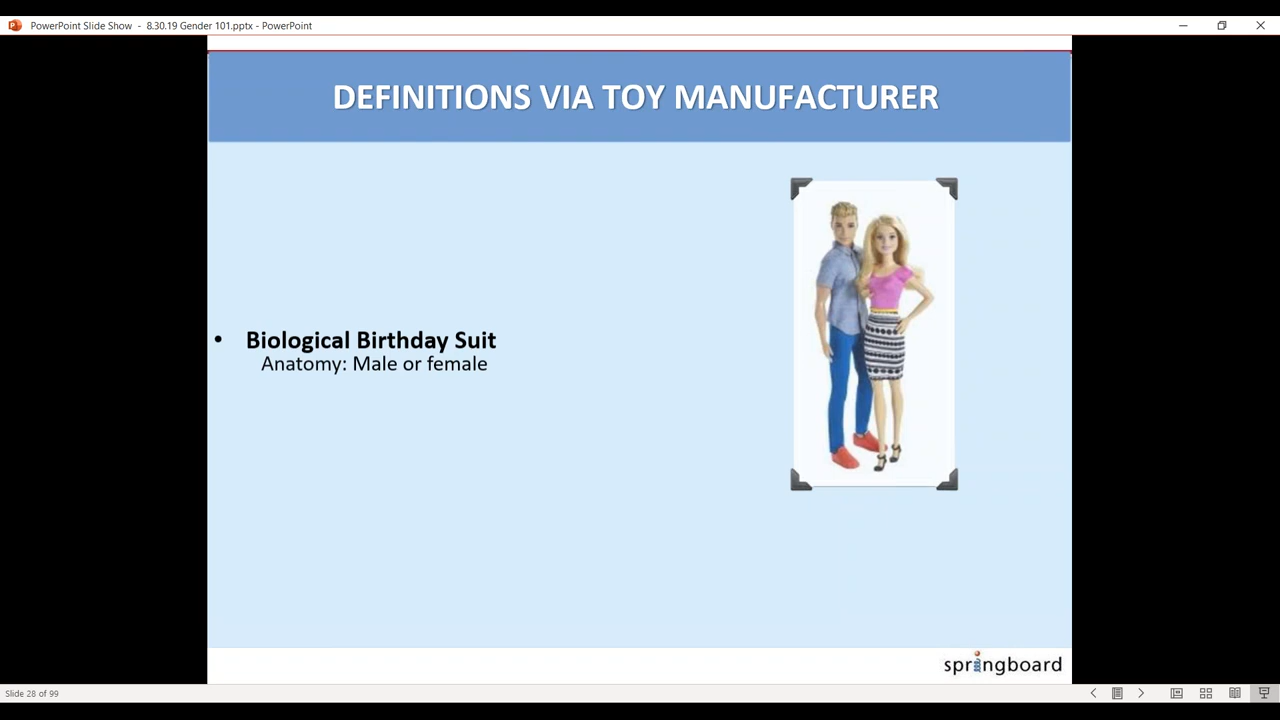 PowerPoint Slide Show - 8.30.19 Gender 101.pptx - PowerPoint
DEFINITIONS VIA TOY MANUFACTURER
• Biological Birthday Suit
Anatomy: Male or female
springboard
Slide 28 of 99